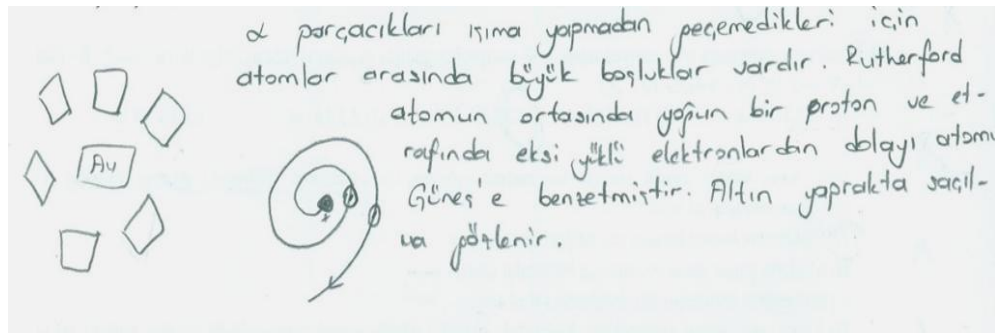 α parçacıkları ışıma yapmadan geçemedikleri için
atomlar arasında büyük boşluklar vardır. Rutherford
atomun ortasında yoğun bir proton ve et-
rafında eksi yüklü elektronlardan dolayı atomu
Au
Güneş'e benzetmiştir. Altın yaprakta saçıl-
ma gözlenir.